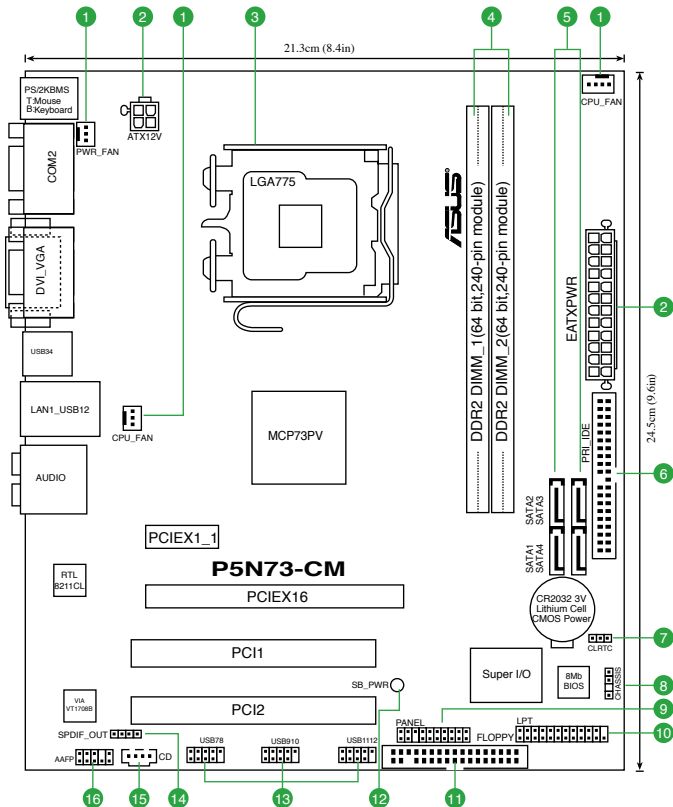 1
2
3
4
5
1
1
21.3cm (8.4in)
PS/2KBMS
T:Mouse
B:Keyboard
PWR_FAN
ATX12V
CPU_FAN
COM2
LGA775
ASUS
DDR2 DIMM_1(64 bit,240-pin module)
DDR2 DIMM_2(64 bit,240-pin module)
DVI_VGA
EATXPWR
2
24.5cm (9.6in)
USB34
LAN1_USB12
CPU_FAN
MCP73PV
PRI_IDE
6
AUDIO
SATA2
SATA3
PCIEX1_1
SATA1
SATA4
P5N73-CM
RTL
8211CL
PCIEX16
CR2032 3V
Lithium Cell
CMOS Power
7
CLRTC
PCI1
Super I/O
8Mb
BIOS
CHASSIS
8
SB_PWR
VIA
VT1708B
PCI2
9
PANEL
LPT
FLOPPY
10
SPDIF_OUT
USB78
USB910
USB1112
AAFP
CD
16
15
14
13
12
11